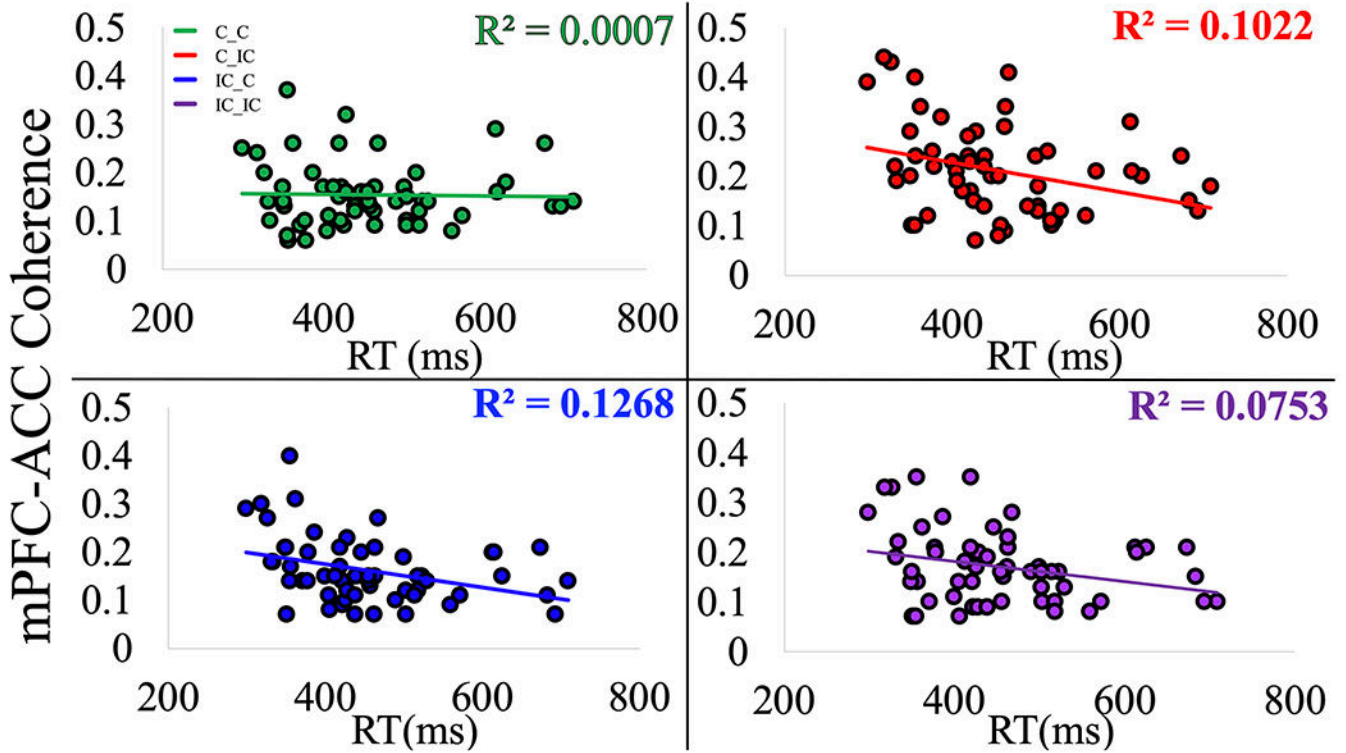 mPFC-ACC Coherence
R² = 0.0007
C_C
C_IC
IC_C
IC_IC
0.5
0.4
0.3
0.2
0.1
0
200 400 600 800
RT (ms)
R² = 0.1022
0.5
0.4
0.3
0.2
0.1
0
200 400 600 800
RT (ms)
R² = 0.1268
0.5
0.4
0.3
0.2
0.1
0
200 400 600 800
RT(ms)
R² = 0.0753
0.5
0.4
0.3
0.2
0.1
0
200 400 600 800
RT(ms)